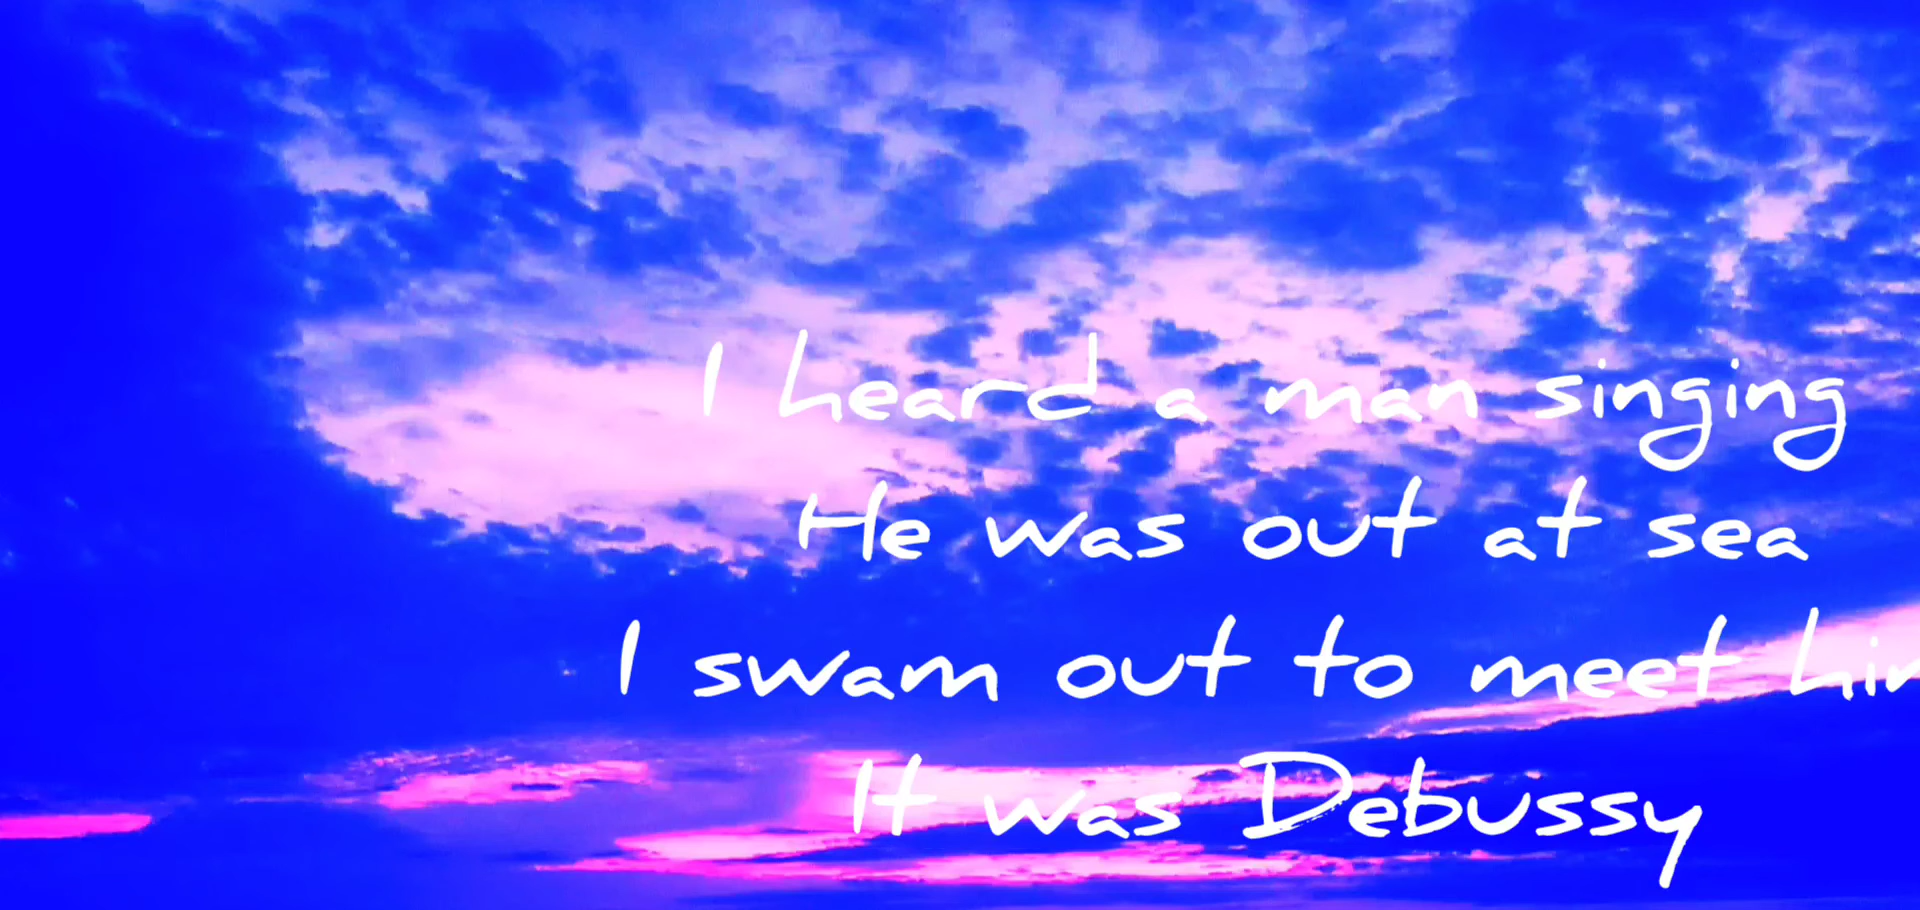 I heard a man singing
He was out at sea
I swam out to meet
It was Debussy